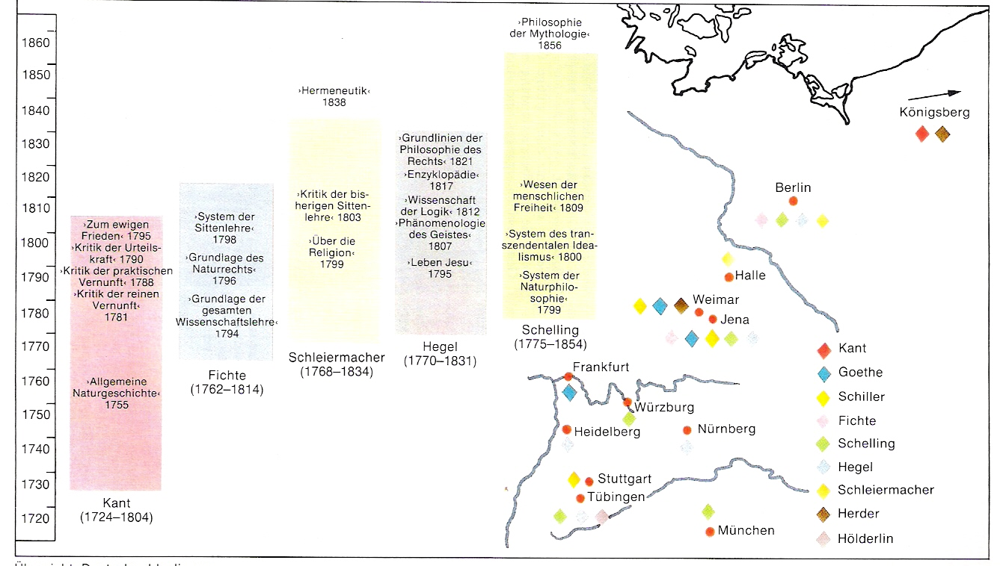 1860
1850
1840
1830
1820
1810
1800
1790
1780
1770
1760
1750
1740
1730
1720
›Zum ewigen
Frieden‹ 1795
›Kritik der Urteils-
kraft‹ 1790
›Kritik der praktischen
Vernunft‹ 1788
›Kritik der reinen
Vernunft‹
1781
›Allgemeine
Naturgeschichte‹
1755
Kant
(1724–1804)
›System der
Sittenlehre‹
1798
›Grundlage des
Naturrechts‹
1796
›Grundlage der
gesamten
Wissenschaftslehre‹
1794
Fichte
(1762–1814)
›Hermeneutik‹
1838
›Kritik der bis-
herigen Sitten-
lehre‹ 1803
›Über die
Religion‹
1799
Schleiermacher
(1768–1834)
›Grundlinien der
Philosophie des
Rechts‹ 1821
›Enzyklopädie‹
1817
›Wissenschaft
der Logik‹ 1812
›Phänomenologie
des Geistes‹
1807
›Leben Jesu‹
1795
Hegel
(1770–1831)
›Philosophie
der Mythologie‹
1856
›Wesen der
menschlichen
Freiheit‹ 1809
›System des tran-
szendentalen Idea-
lismus‹ 1800
›System der
Naturphilo-
sophie‹
1799
Schelling
(1775–1854)
Königsberg
Berlin
Halle
Weimar
Jena
Frankfurt
Würzburg
Heidelberg
Nürnberg
Stuttgart
Tübingen
München
Kant
Goethe
Schiller
Fichte
Schelling
Hegel
Schleiermacher
Herder
Hölderlin